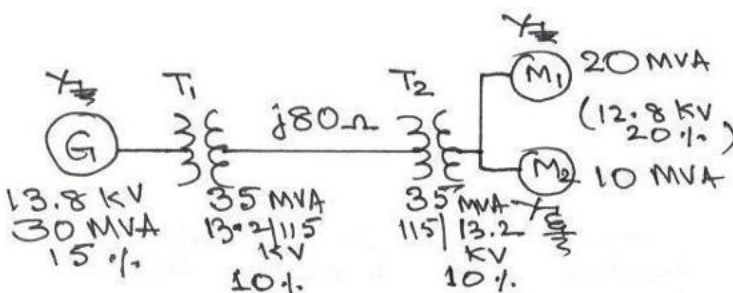 G
13.8 KV
30 MVA
15 %
T1
35 MVA
13.2/115
KV
10%
j80Ω
T2
35 MVA
115/13.2
KV
10%
M1
20 MVA
(12.8 KV
20 %)
M2
10 MVA